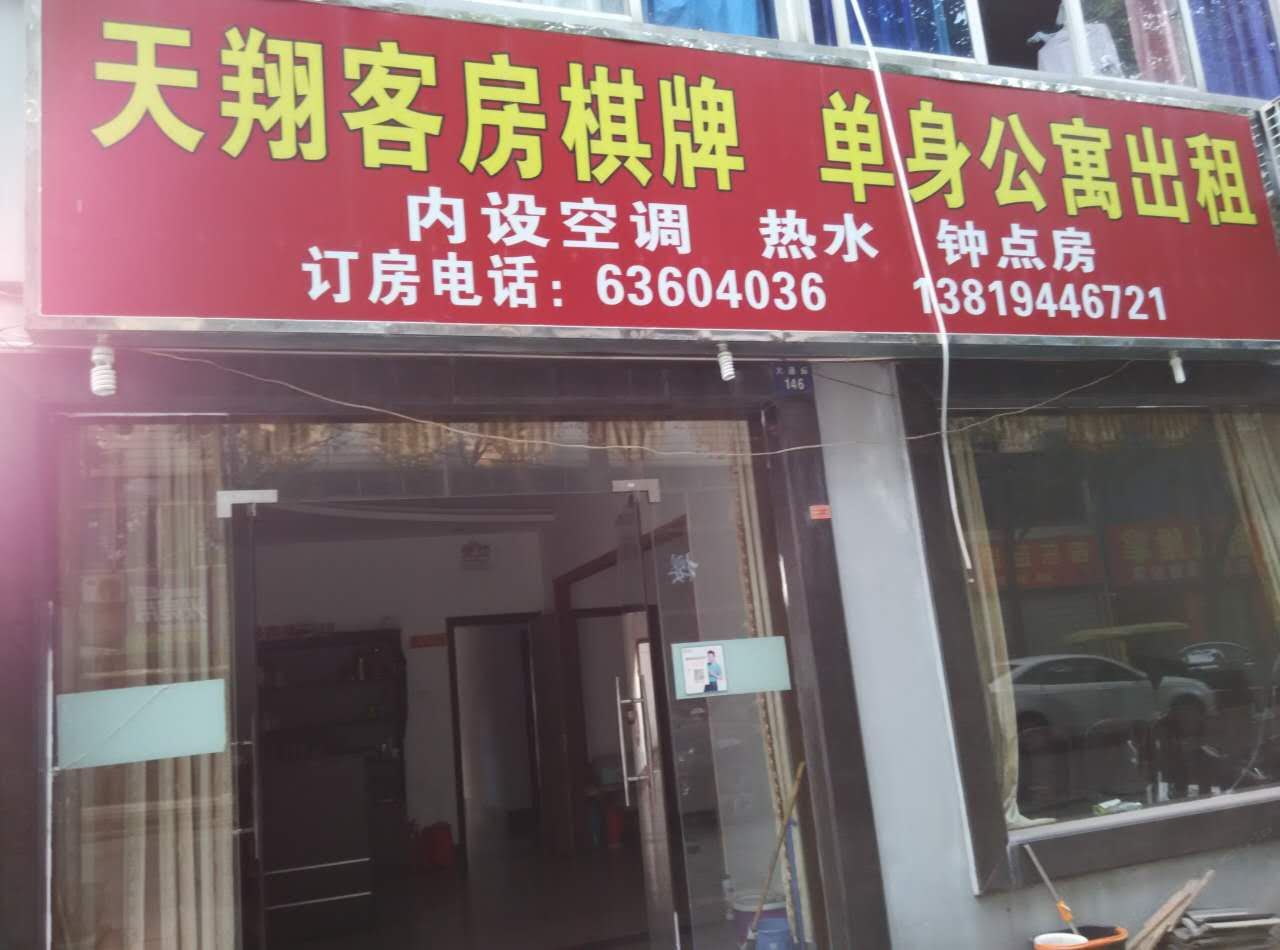 天翔客房棋牌 单身公寓出租
内设空调 热水 钟点房
订房电话：63604036 13819446721
146